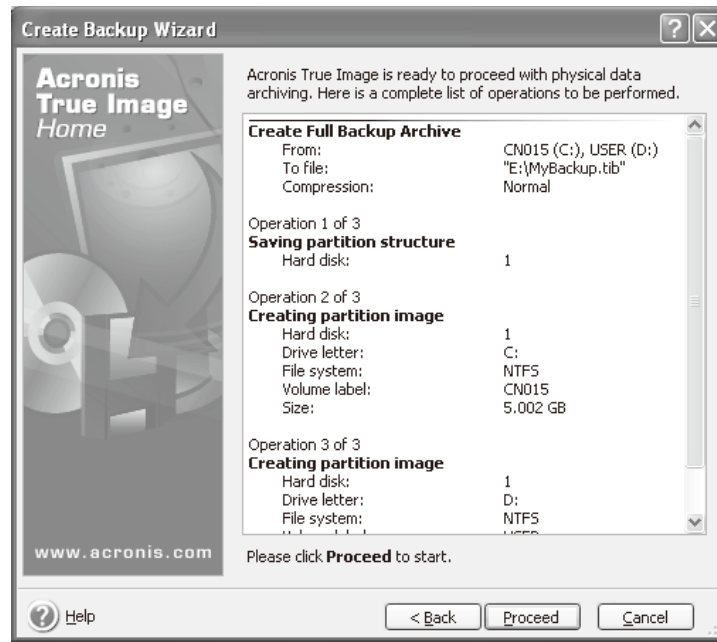 Create Backup Wizard
Acronis
True Image
Home
Acronis True Image is ready to proceed with physical data
archiving. Here is a complete list of operations to be performed.
Create Full Backup Archive
From: CN015 (C:), USER (D:)
To file: "E:\MyBackup.tib"
Compression: Normal
Operation 1 of 3
Saving partition structure
Hard disk: 1
Operation 2 of 3
Creating partition image
Hard disk: 1
Drive letter: C:
File system: NTFS
Volume label: CN015
Size: 5.002 GB
Operation 3 of 3
Creating partition image
Hard disk: 1
Drive letter: D:
File system: NTFS
www.acronis.com
Please click Proceed to start.
Help
< Back
Proceed
Cancel